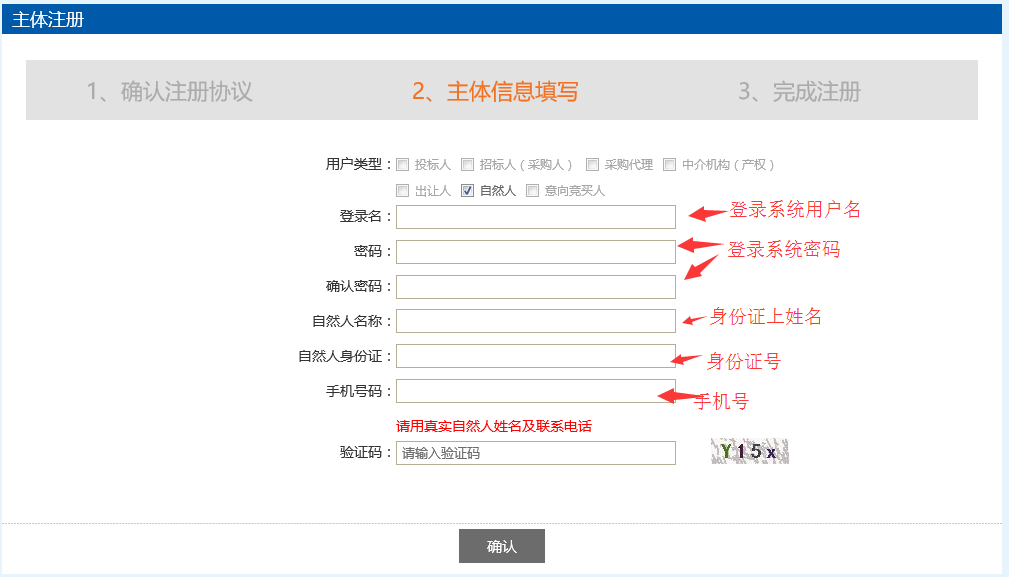 主体注册
1、确认注册协议 2、主体信息填写 3、完成注册
用户类型： 投标人 招标人（采购人） 采购代理 中介机构（产权）
出让人 自然人 意向竞买人
登录名： 登录系统用户名
密码： 登录系统密码
确认密码：
自然人名称： 身份证上姓名
自然人身份证： 身份证号
手机号码： 手机号
请用真实自然人姓名及联系电话
验证码： 请输入验证码 Y15x
确认